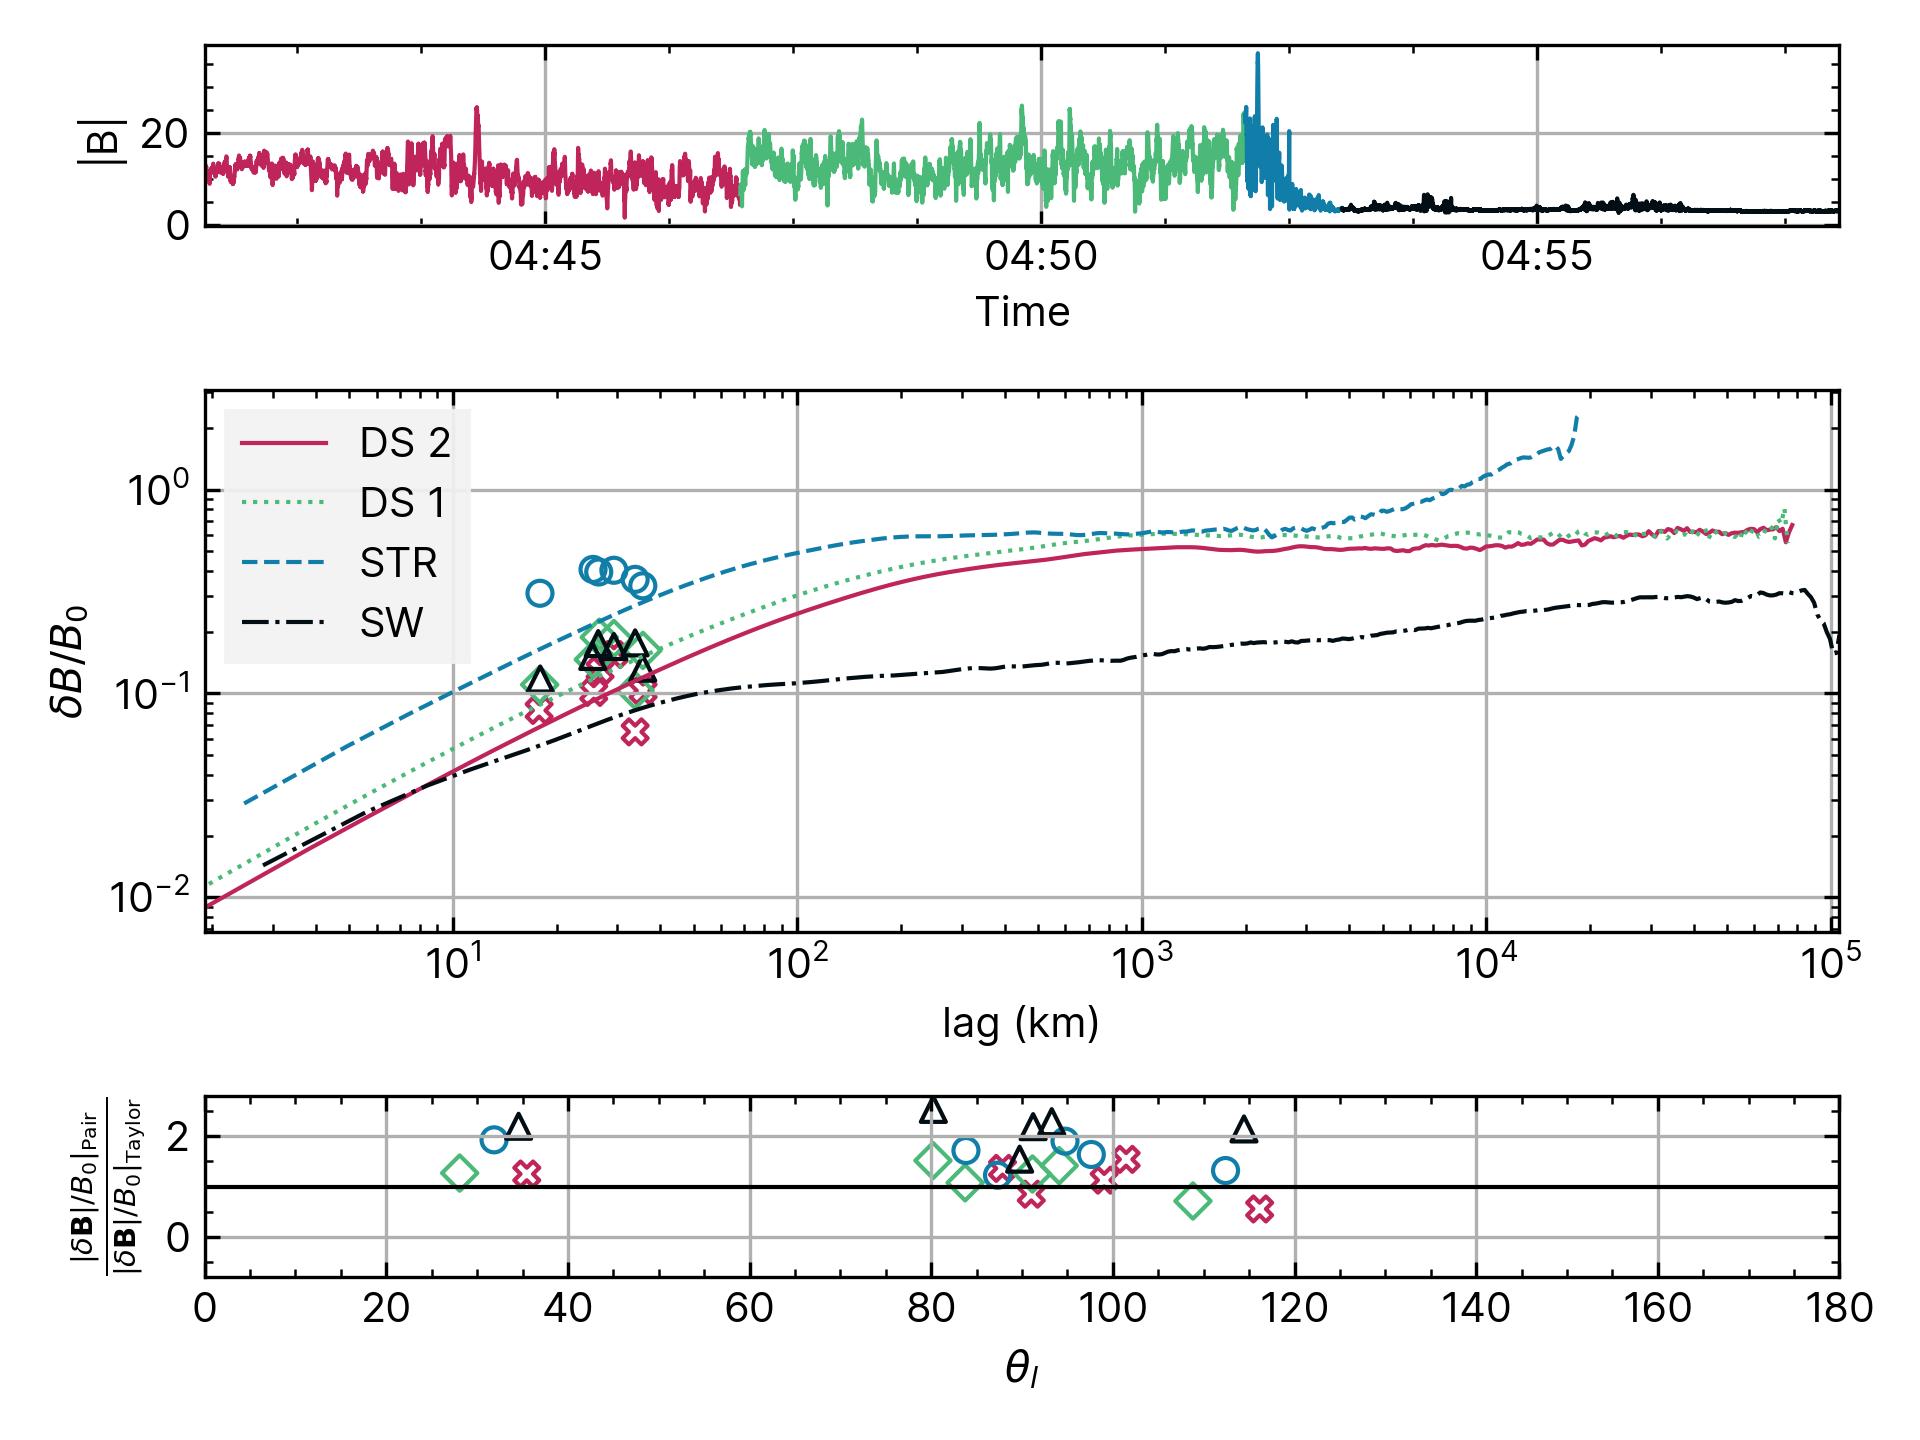 |B|
20
0
04:45 04:50 04:55
Time
DS 2
DS 1
STR
SW
10⁰
10⁻¹
10⁻²
δB/B₀
10¹ 10² 10³ 10⁴ 10⁵
lag (km)
|δB|/B₀|Pair
|δB|/B₀|Taylor
2
0
0 20 40 60 80 100 120 140 160 180
θₗ